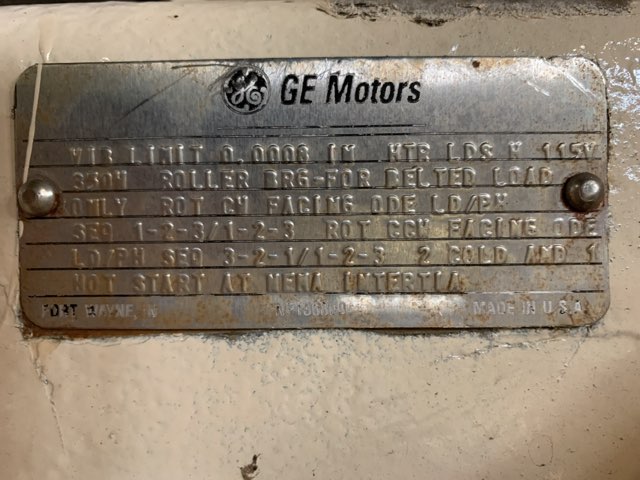 GE Motors
VIB LIMIT 0.0008 IN HTR LDS H 115V
330W ROLLER BRG-FOR BELTED LOAD
ONLY ROT CW FACING ODE LD/PH
SEQ 1-2-3/1-2-3 ROT CCW FACING ODE
LD/PH SEQ 3-2-1/1-2-3 2 COLD AND 1
HOT START AT NEMA INTERTIA
FORT WAYNE, IN MADE IN U.S.A.